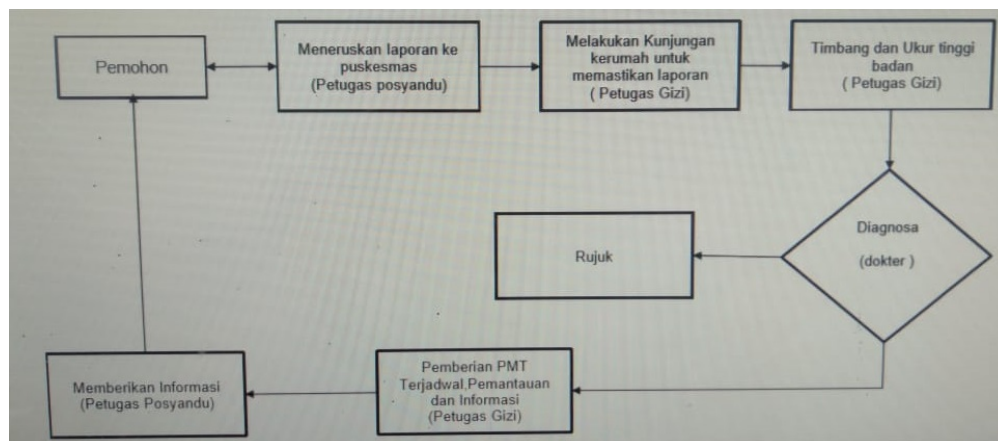 Pemohon
Meneruskan laporan ke
puskesmas
(Petugas posyandu)
Melakukan Kunjungan
kerumah untuk
memastikan laporan
( Petugas Gizi)
Timbang dan Ukur tinggi
badan
( Petugas Gizi)
Diagnosa
(dokter )
Rujuk
Pemberian PMT
Terjadwal,Pemantauan
dan Informasi
(Petugas Gizi)
Memberikan Informasi
(Petugas Posyandu)